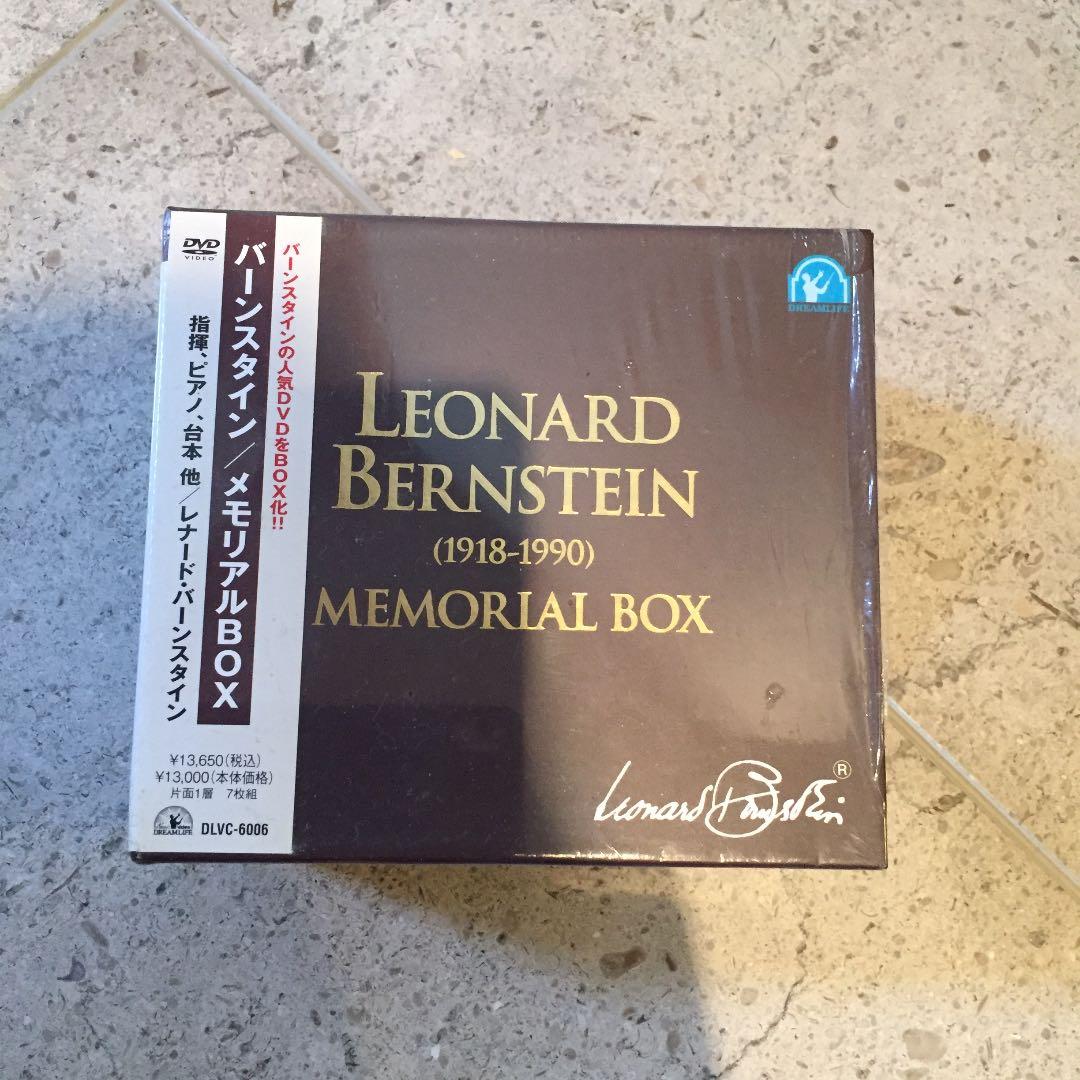 DVD
VIDEO
バーンスタインの人気DVDをBOX化!!
バーンスタイン/メモリアルBOX
指揮、ピアノ、台本 他/レナード・バーンスタイン
¥13,650(税込)
¥13,000(本体価格)
片面1層 7枚組
DREAMLIFE
DLVC-6006
DREAMLIFE
LEONARD
BERNSTEIN
(1918-1990)
MEMORIAL BOX
Leonard Bernstein ®